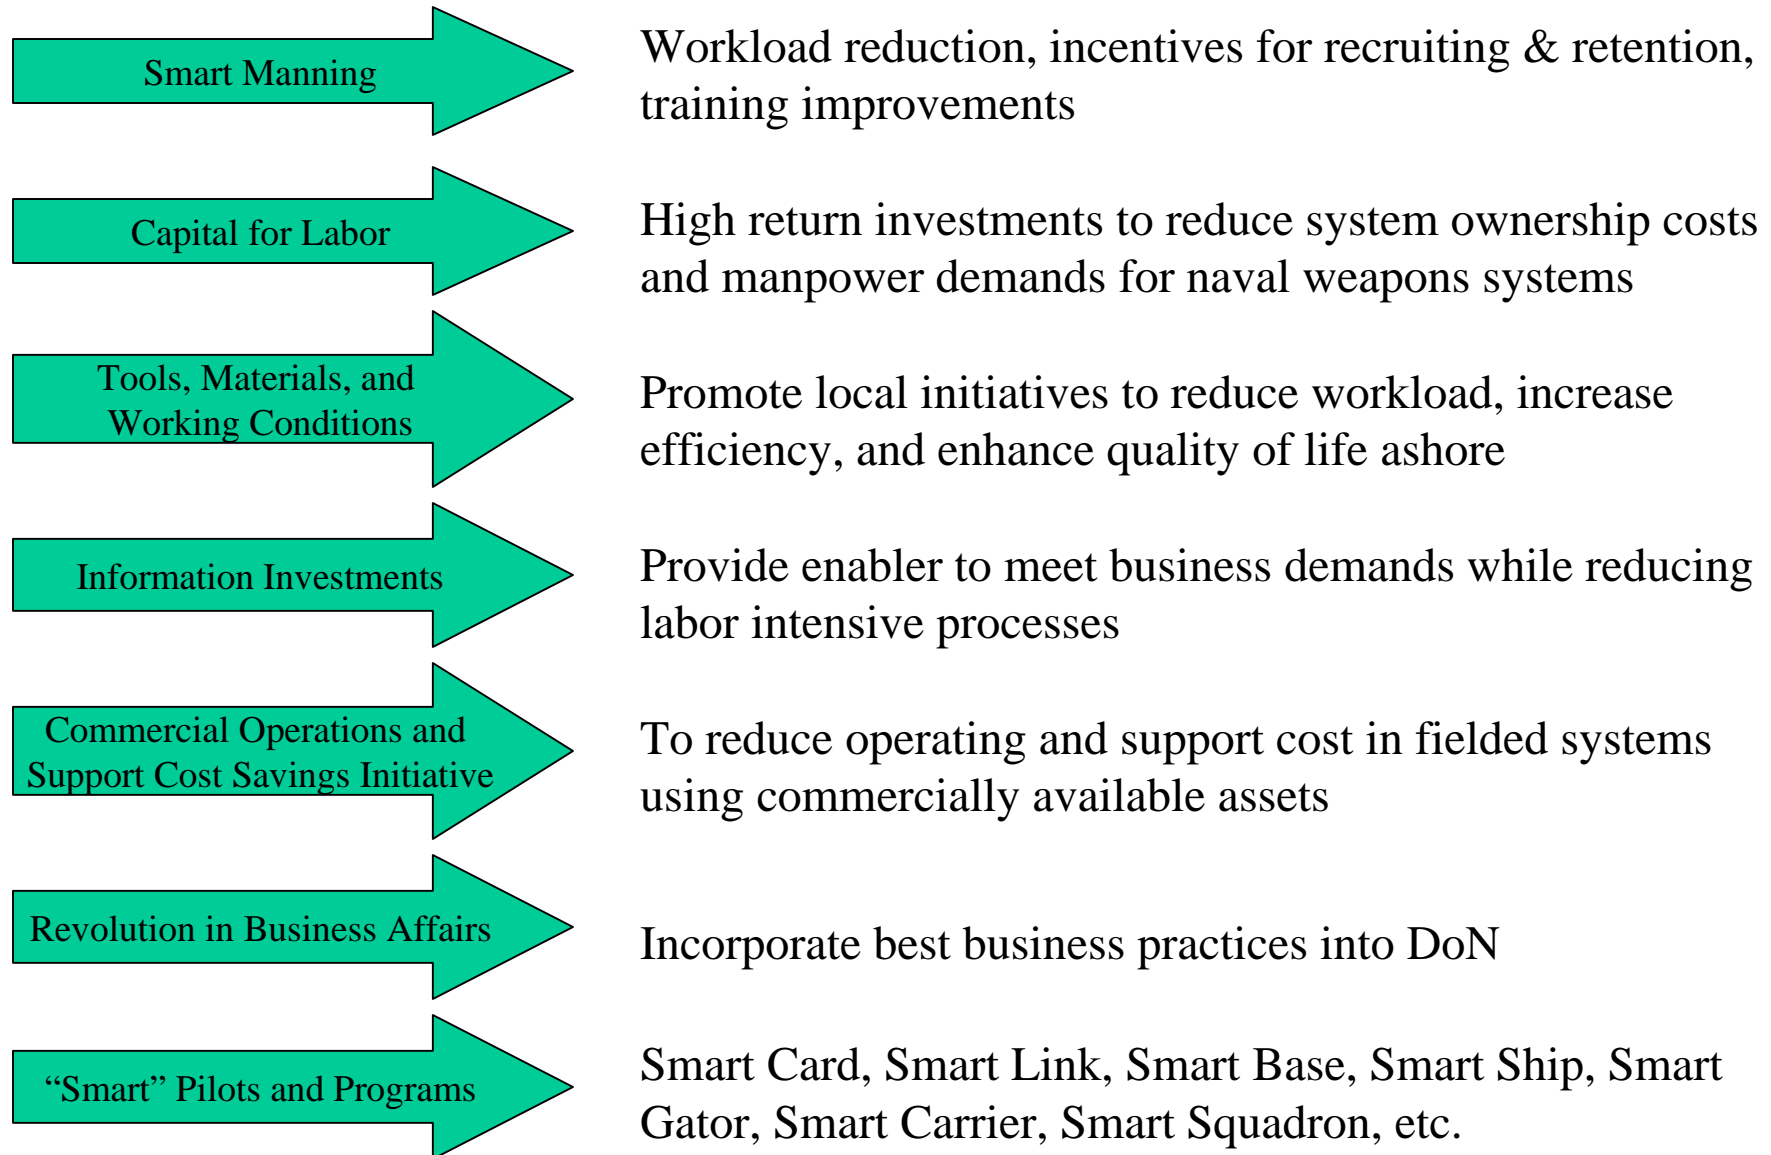 Smart Manning
Workload reduction, incentives for recruiting & retention,
training improvements
Capital for Labor
High return investments to reduce system ownership costs
and manpower demands for naval weapons systems
Tools, Materials, and
Working Conditions
Promote local initiatives to reduce workload, increase
efficiency, and enhance quality of life ashore
Information Investments
Provide enabler to meet business demands while reducing
labor intensive processes
Commercial Operations and
Support Cost Savings Initiative
To reduce operating and support cost in fielded systems
using commercially available assets
Revolution in Business Affairs
Incorporate best business practices into DoN
“Smart” Pilots and Programs
Smart Card, Smart Link, Smart Base, Smart Ship, Smart
Gator, Smart Carrier, Smart Squadron, etc.